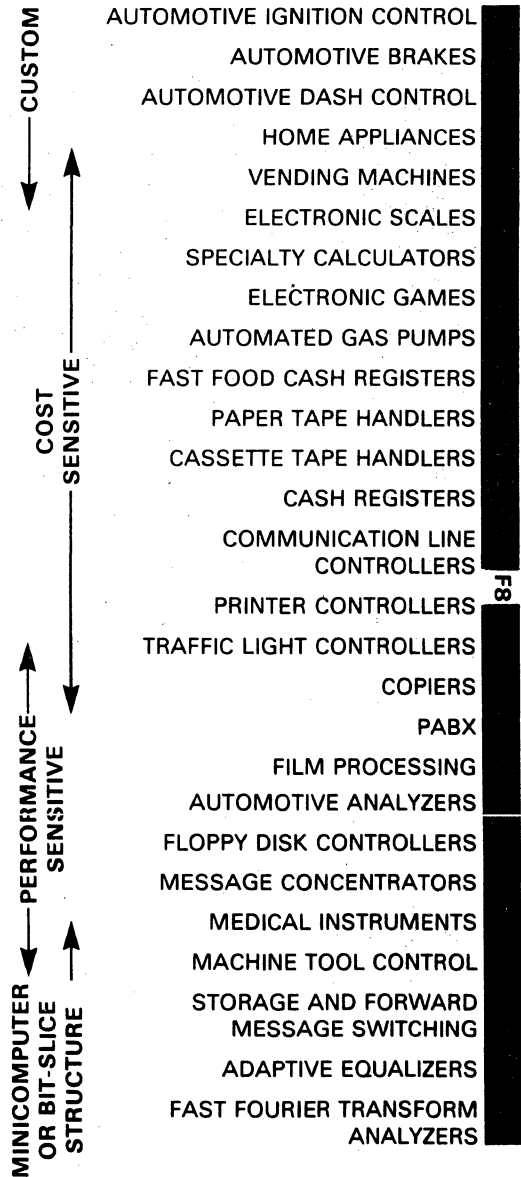 CUSTOM
COST
SENSITIVE
PERFORMANCE
SENSITIVE
MINICOMPUTER
OR BIT-SLICE
STRUCTURE
AUTOMOTIVE IGNITION CONTROL
AUTOMOTIVE BRAKES
AUTOMOTIVE DASH CONTROL
HOME APPLIANCES
VENDING MACHINES
ELECTRONIC SCALES
SPECIALTY CALCULATORS
ELECTRONIC GAMES
AUTOMATED GAS PUMPS
FAST FOOD CASH REGISTERS
PAPER TAPE HANDLERS
CASSETTE TAPE HANDLERS
CASH REGISTERS
COMMUNICATION LINE
CONTROLLERS
PRINTER CONTROLLERS
TRAFFIC LIGHT CONTROLLERS
COPIERS
PABX
FILM PROCESSING
AUTOMOTIVE ANALYZERS
FLOPPY DISK CONTROLLERS
MESSAGE CONCENTRATORS
MEDICAL INSTRUMENTS
MACHINE TOOL CONTROL
STORAGE AND FORWARD
MESSAGE SWITCHING
ADAPTIVE EQUALIZERS
FAST FOURIER TRANSFORM
ANALYZERS
F8